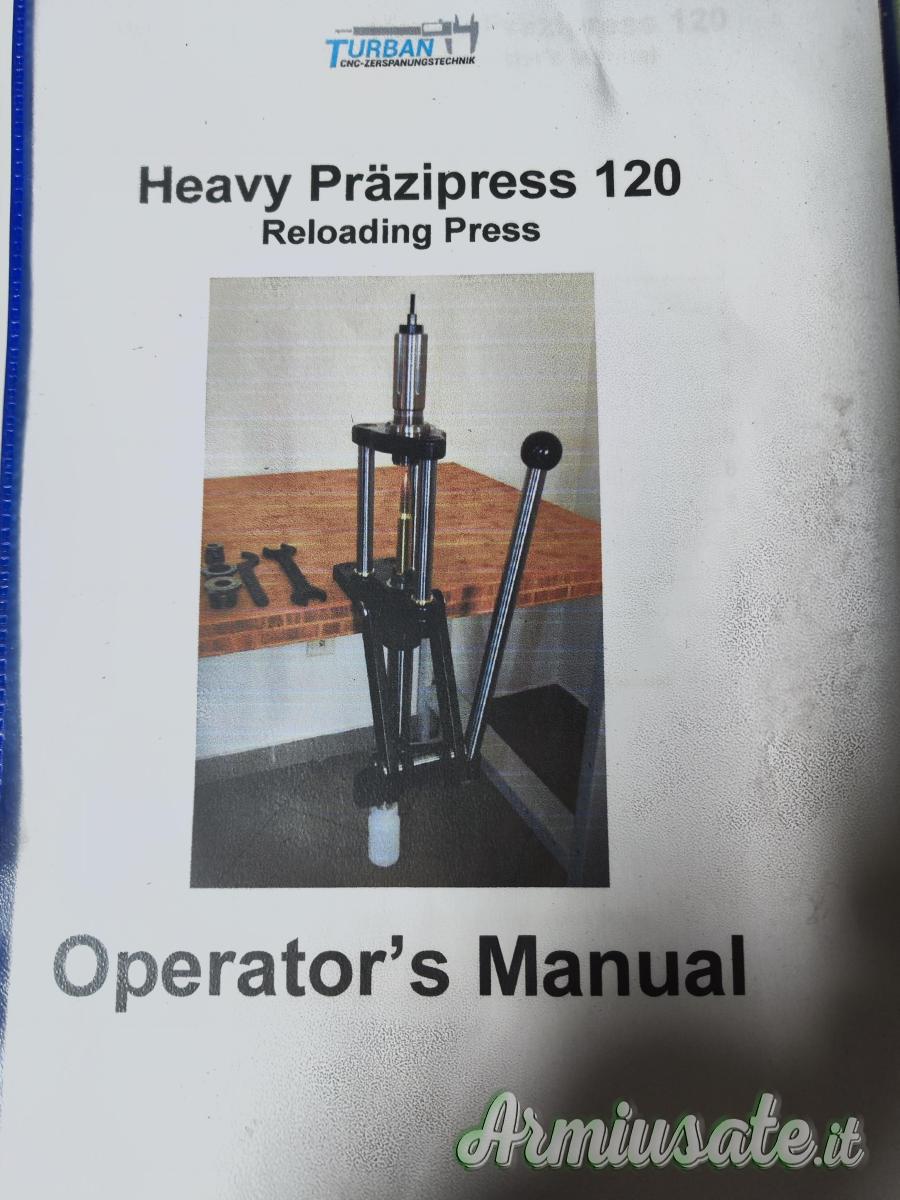 TURBAN
CNC-ZERSPANUNGSTECHNIK
Heavy Präzipress 120
Reloading Press
Operator's Manual
Armiusate.it